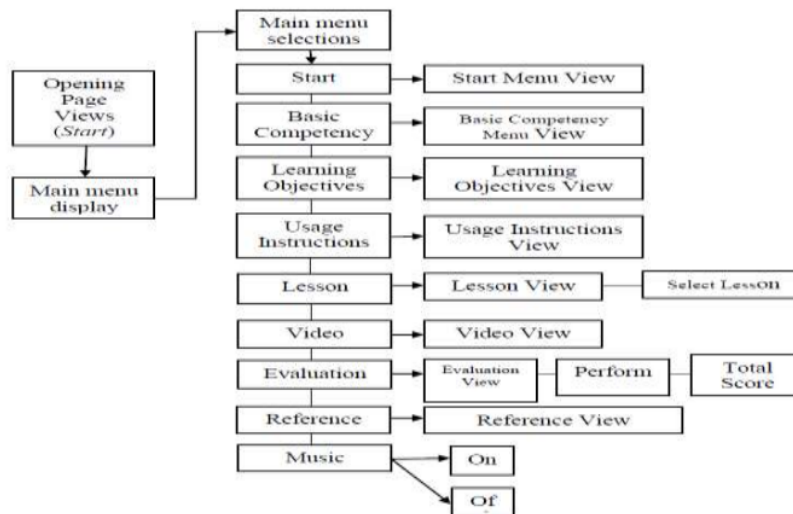 Opening
Page
Views
(Start)
Main menu
display
Main menu
selections
Start
Start Menu View
Basic
Competency
Basic Competency
Menu View
Learning
Objectives
Learning
Objectives View
Usage
Instructions
Usage Instructions
View
Lesson
Lesson View
Select Lesson
Video
Video View
Evaluation
Evaluation
View
Perform
Total
Score
Reference
Reference View
Music
On
Of